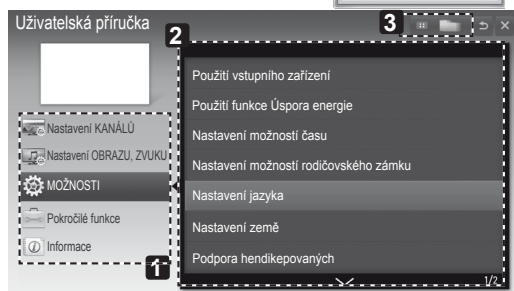 Uživatelská příručka
3
2
Nastavení KANÁLŮ
Nastavení OBRAZU, ZVUKU
MOŽNOSTI
Pokročilé funkce
Informace
1
Použití vstupního zařízení
Použití funkce Úspora energie
Nastavení možností času
Nastavení možností rodičovského zámku
Nastavení jazyka
Nastavení země
Podpora hendikepovaných
1/2